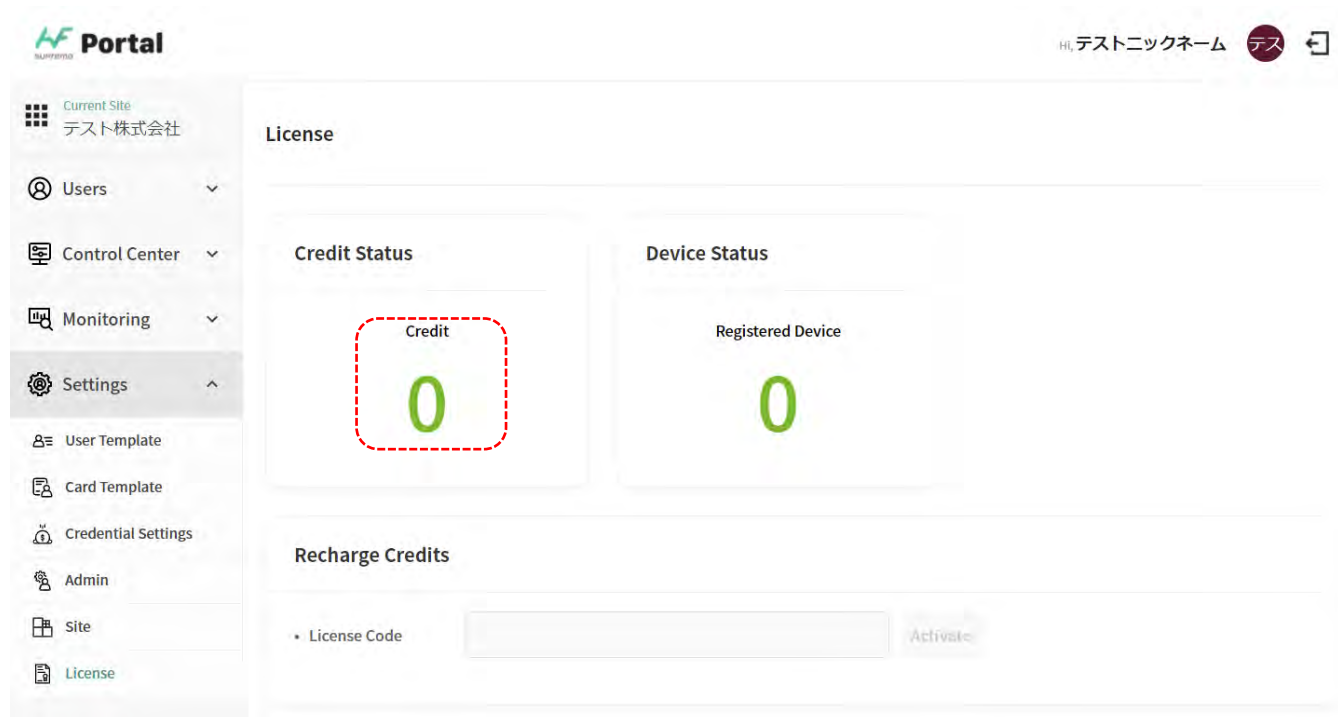 suprema
Portal
Hi, テストニックネーム
テス
Current Site
テスト株式会社
Users
Control Center
Monitoring
Settings
User Template
Card Template
Credential Settings
Admin
Site
License
License
Credit Status
Credit
0
Device Status
Registered Device
0
Recharge Credits
• License Code
Activate